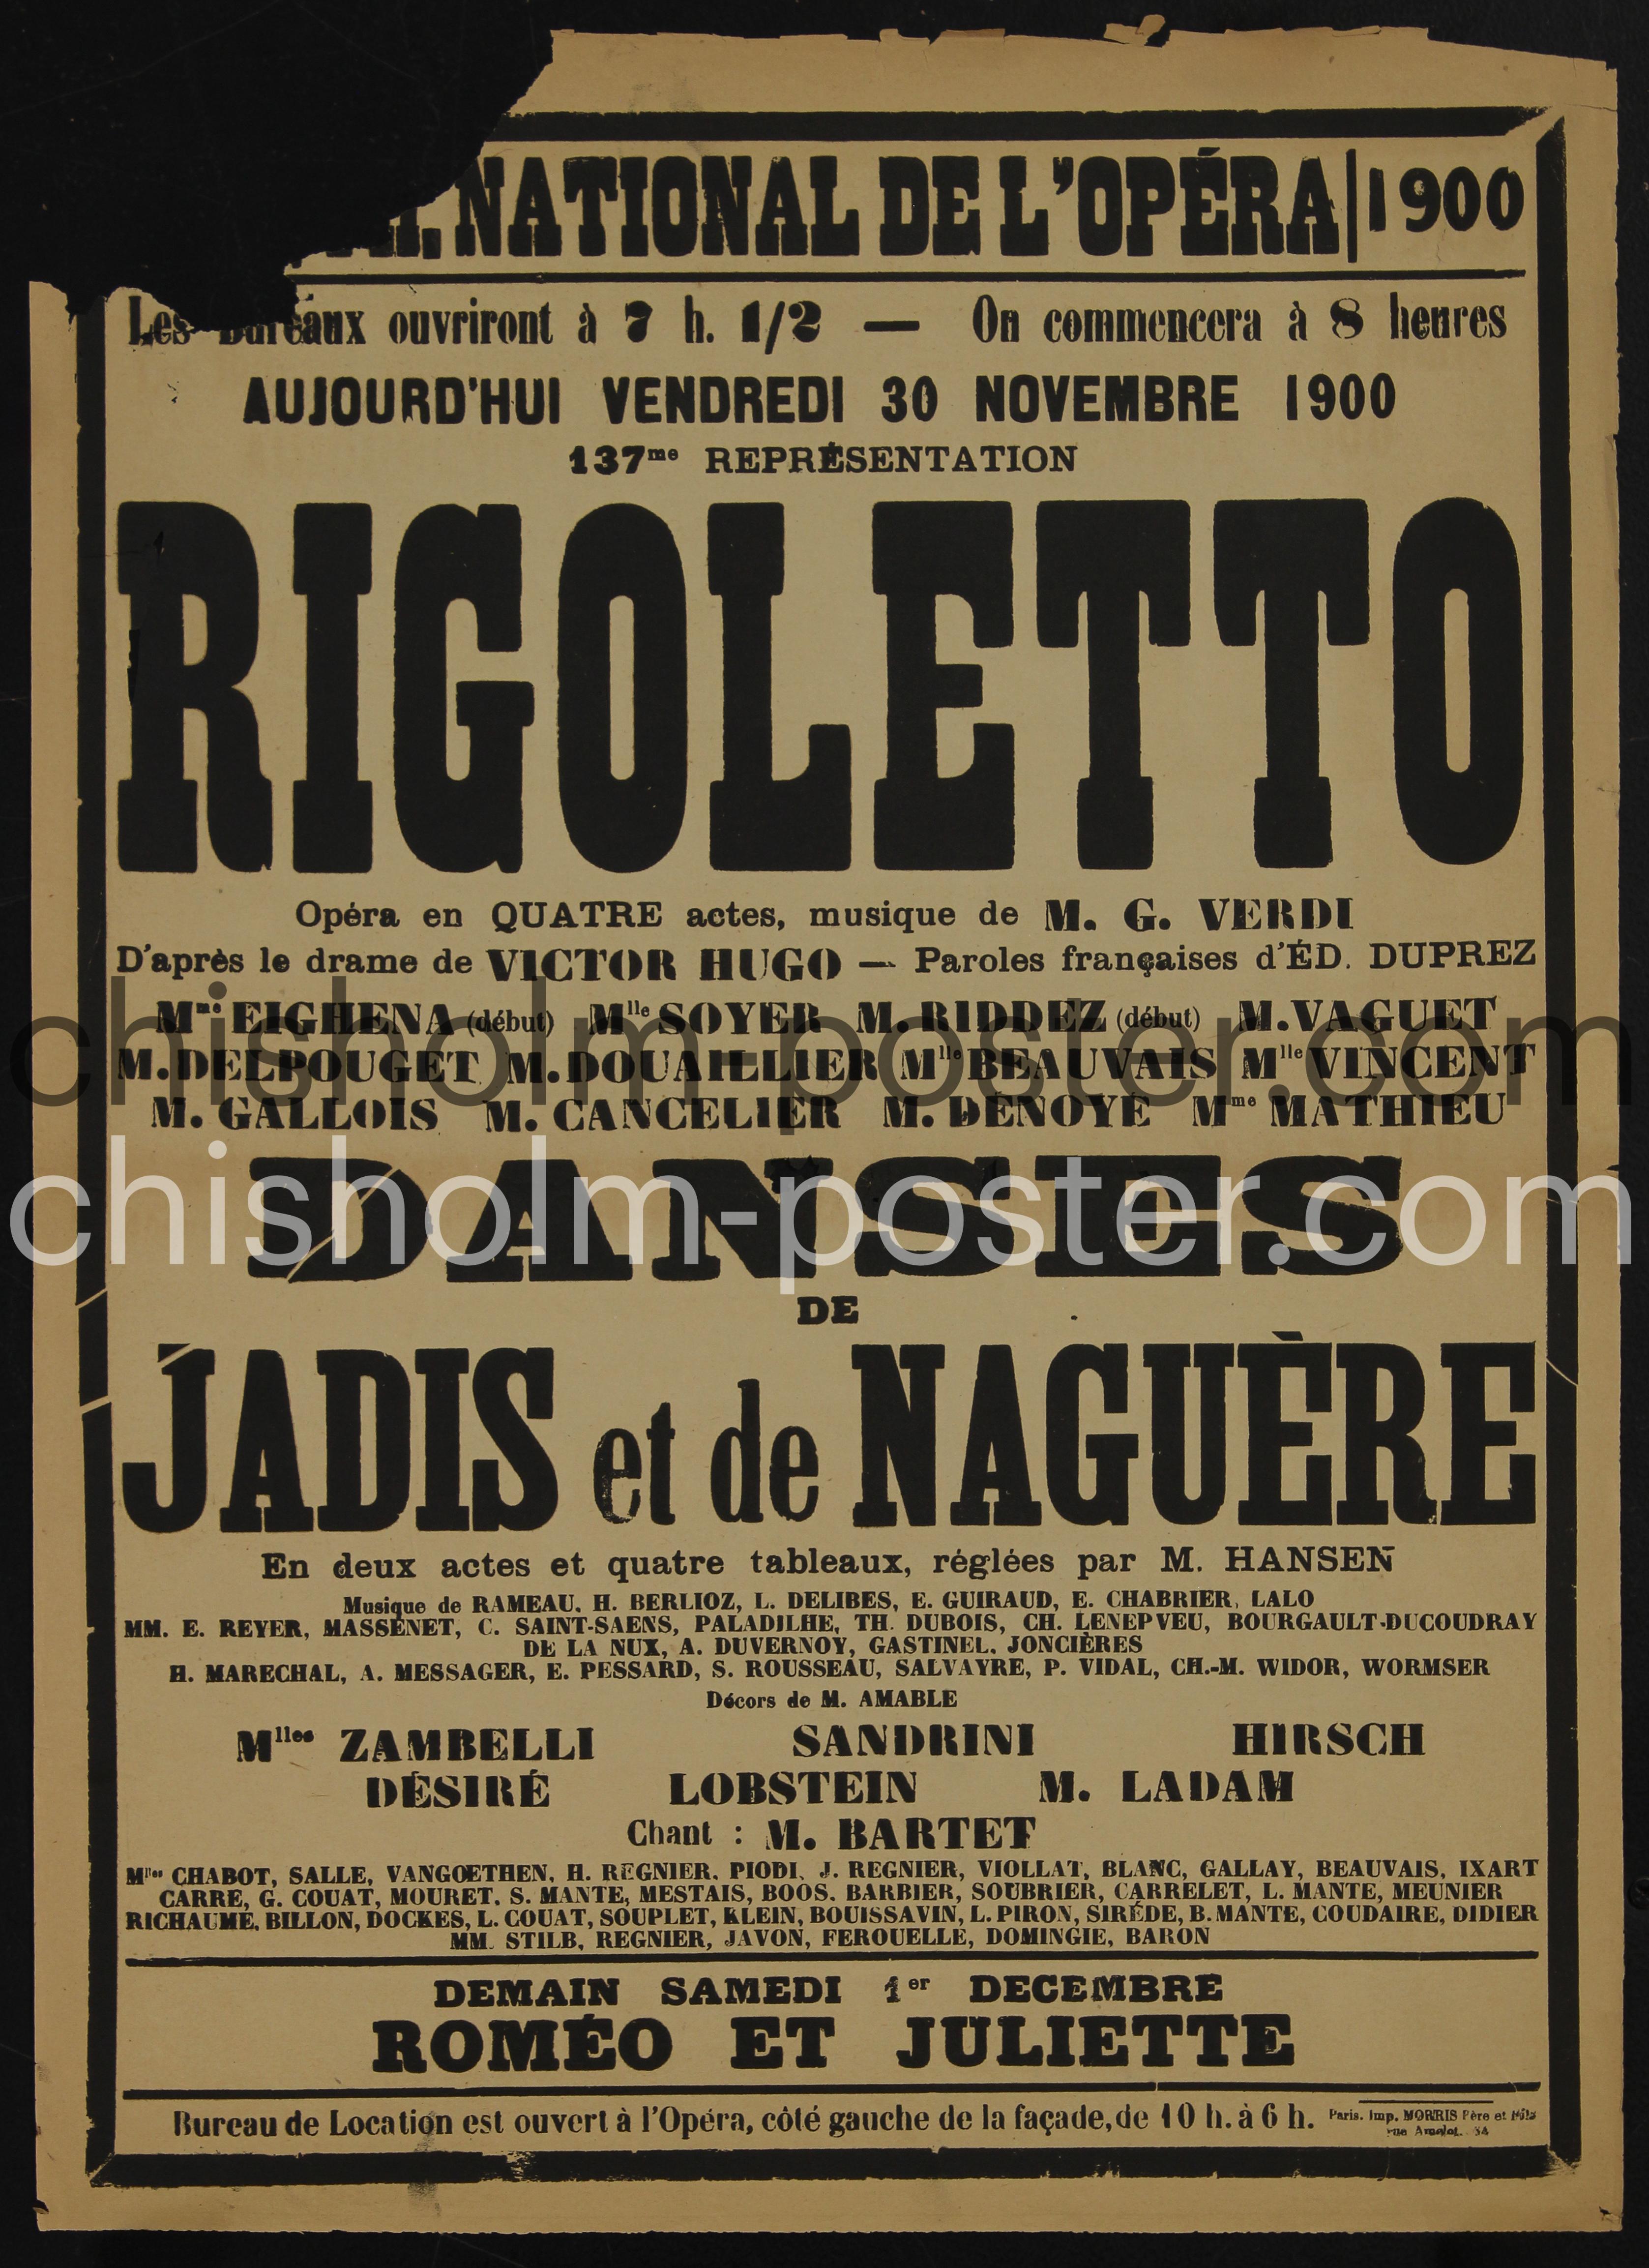 NATIONAL DE L'OPÉRA | 1900
Les Bureaux ouvriront à 7 h. 1/2 — On commencera à 8 heures
AUJOURD'HUI VENDREDI 30 NOVEMBRE 1900
137me REPRÉSENTATION
RIGOLETTO
Opéra en QUATRE actes, musique de M. G. VERDI
D'après le drame de VICTOR HUGO — Paroles françaises d'ÉD. DUPREZ
Mme EIGHENA (début) Mlle SOYER M. RIDDEZ (début) M. VAGUET
M. DELPOUGET M. DOUAILLIER Mlle BEAUVAIS Mlle VINCENT
M. GALLOIS M. CANCELIER M. DÉNOYÉ Mme MATHIEU
chisholm-poster.com
chisholm-poster.com
DANSES
DE
JADIS et de NAGUÈRE
En deux actes et quatre tableaux, réglées par M. HANSEN
Musique de RAMEAU, H. BERLIOZ, L. DELIBES, E. GUIRAUD, E. CHABRIER, LALO
MM. E. REYER, MASSENET, C. SAINT-SAENS, PALADILHE, TH. DUBOIS, CH. LENEPVEU, BOURGAULT-DUCOUDRAY
DE LA NUX, A. DUVERNOY, GASTINEL, JONCIÈRES
H. MARECHAL, A. MESSAGER, E. PESSARD, S. ROUSSEAU, SALVAYRE, P. VIDAL, CH.-M. WIDOR, WORMSER
Décors de M. AMABLE
Mlles ZAMBELLI SANDRINI HIRSCH
DÉSIRÉ LOBSTEIN M. LADAM
Chant : M. BARTET
Mlles CHABOT, SALLE, VANGOETHEN, H. REGNIER, PIODI, J. REGNIER, VIOLLAT, BLANC, GALLAY, BEAUVAIS, IXART
CARRE, G. COUAT, MOURET, S. MANTE, MESTAIS, BOOS, BARBIER, SOUBRIER, CARRELET, L. MANTE, MEUNIER
RICHAUME, BILLON, DOCKES, L. COUAT, SOUPLET, KLEIN, BOUISSAVIN, L. PIRON, SIRÉDE, B. MANTE, COUDAIRE, DIDIER
MM. STILB, REGNIER, JAVON, FEROUELLE, DOMINGIE, BARON
DEMAIN SAMEDI 1er DECEMBRE
ROMÉO ET JULIETTE
Bureau de Location est ouvert à l'Opéra, côté gauche de la façade, de 10 h. à 6 h.
Paris. Imp. MORRIS Père et Fils
rue Amelot. 64